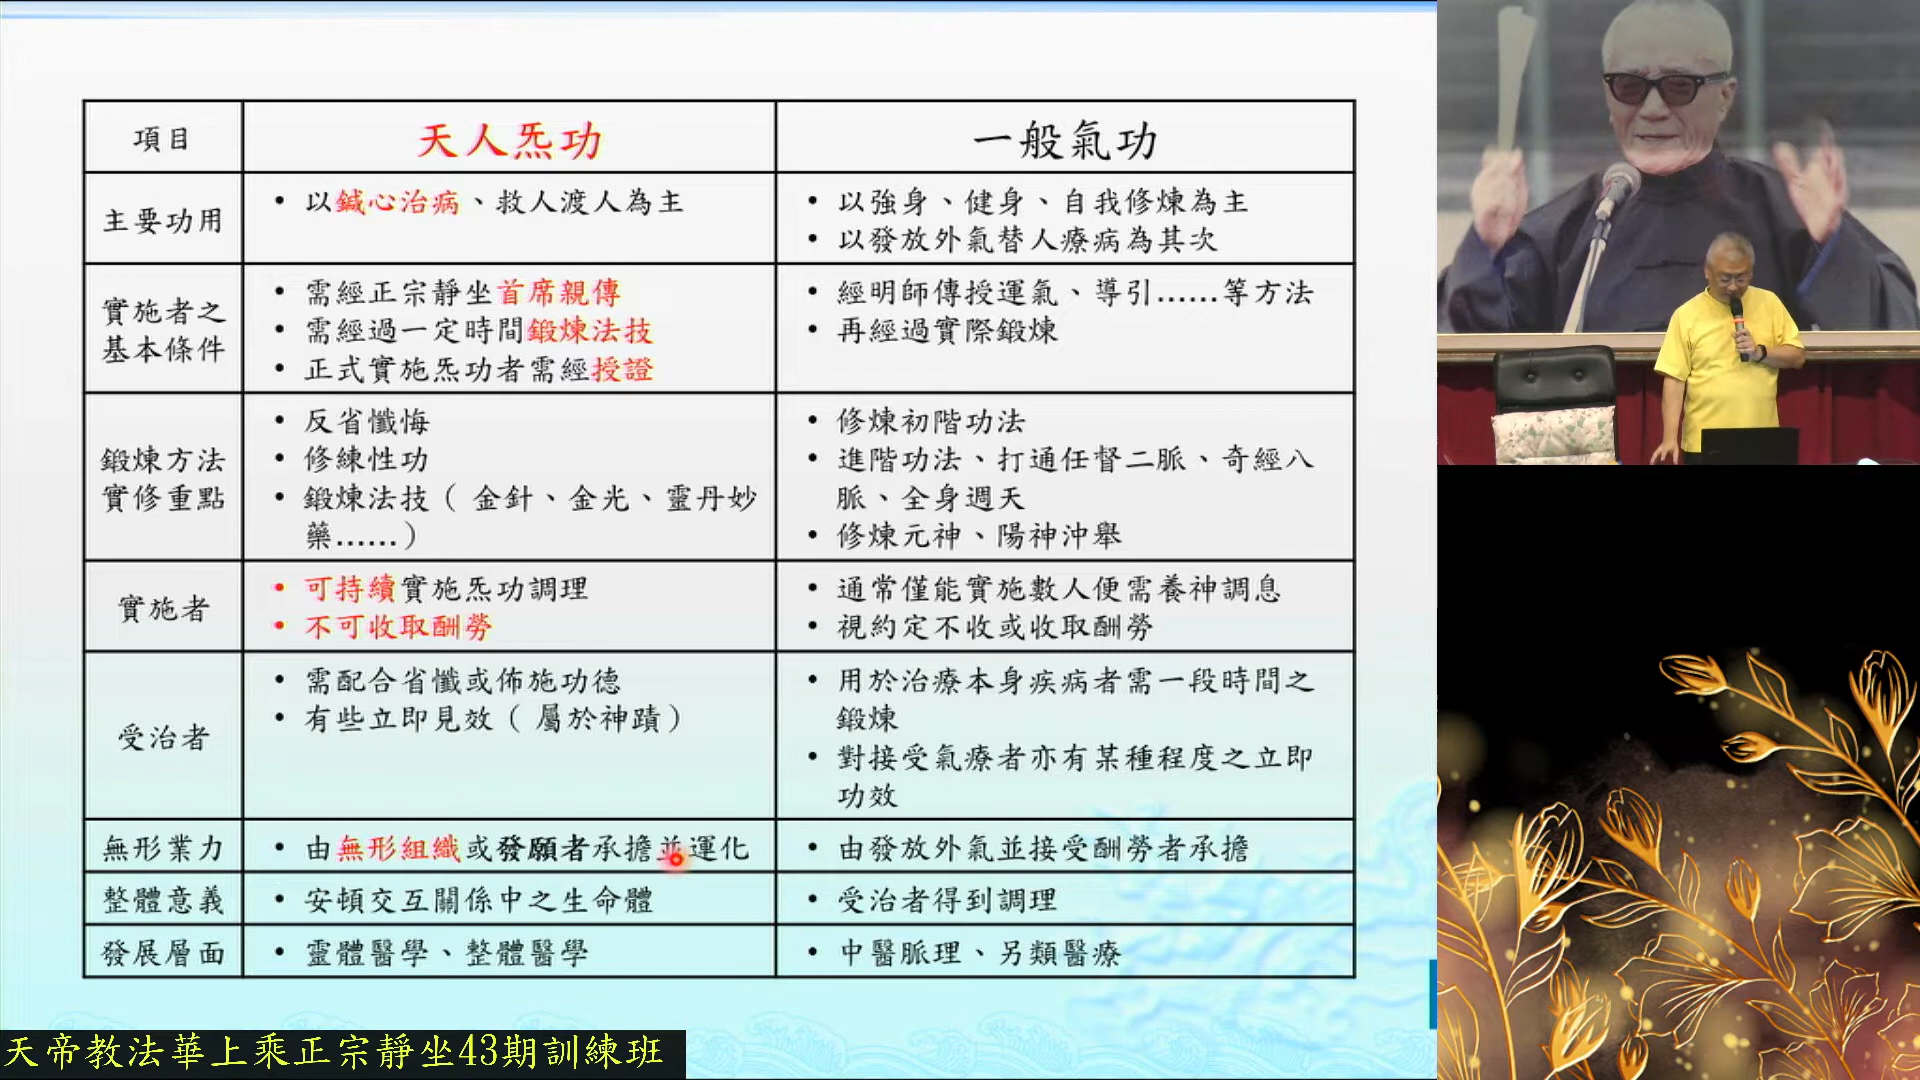 項目
天人炁功
一般氣功
主要功用
• 以鍼心治病、救人渡人為主
• 以強身、健身、自我修煉為主
• 以發放外氣替人療病為其次
實施者之
基本條件
• 需經正宗靜坐首席親傳
• 需經過一定時間鍛煉法技
• 正式實施炁功者需經授證
• 經明師傳授運氣、導引……等方法
• 再經過實際鍛煉
鍛煉方法
實修重點
• 反省懺悔
• 修練性功
• 鍛煉法技（金針、金光、靈丹妙
藥……）
• 修煉初階功法
• 進階功法、打通任督二脈、奇經八
脈、全身週天
• 修煉元神、陽神沖舉
實施者
• 可持續實施炁功調理
• 不可收取酬勞
• 通常僅能實施數人便需養神調息
• 視約定不收或收取酬勞
受治者
• 需配合省懺或佈施功德
• 有些立即見效（屬於神蹟）
• 用於治療本身疾病者需一段時間之
鍛煉
• 對接受氣療者亦有某種程度之立即
功效
無形業力
• 由無形組織或發願者承擔並運化
• 由發放外氣並接受酬勞者承擔
整體意義
• 安頓交互關係中之生命體
• 受治者得到調理
發展層面
• 靈體醫學、整體醫學
• 中醫脈理、另類醫療
天帝教法華上乘正宗靜坐43期訓練班